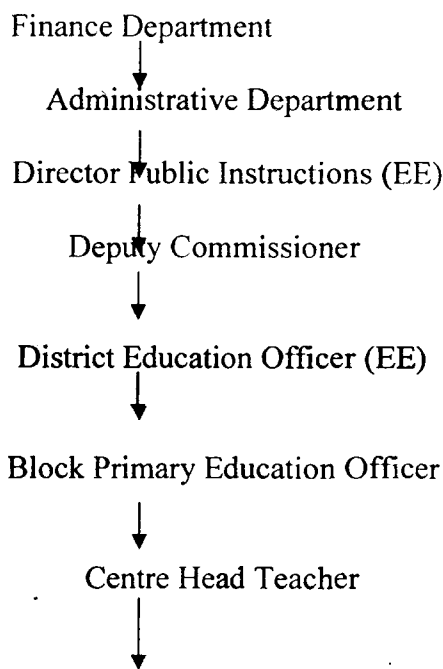 Finance Department
Administrative Department
Director Public Instructions (EE)
Deputy Commissioner
District Education Officer (EE)
Block Primary Education Officer
Centre Head Teacher